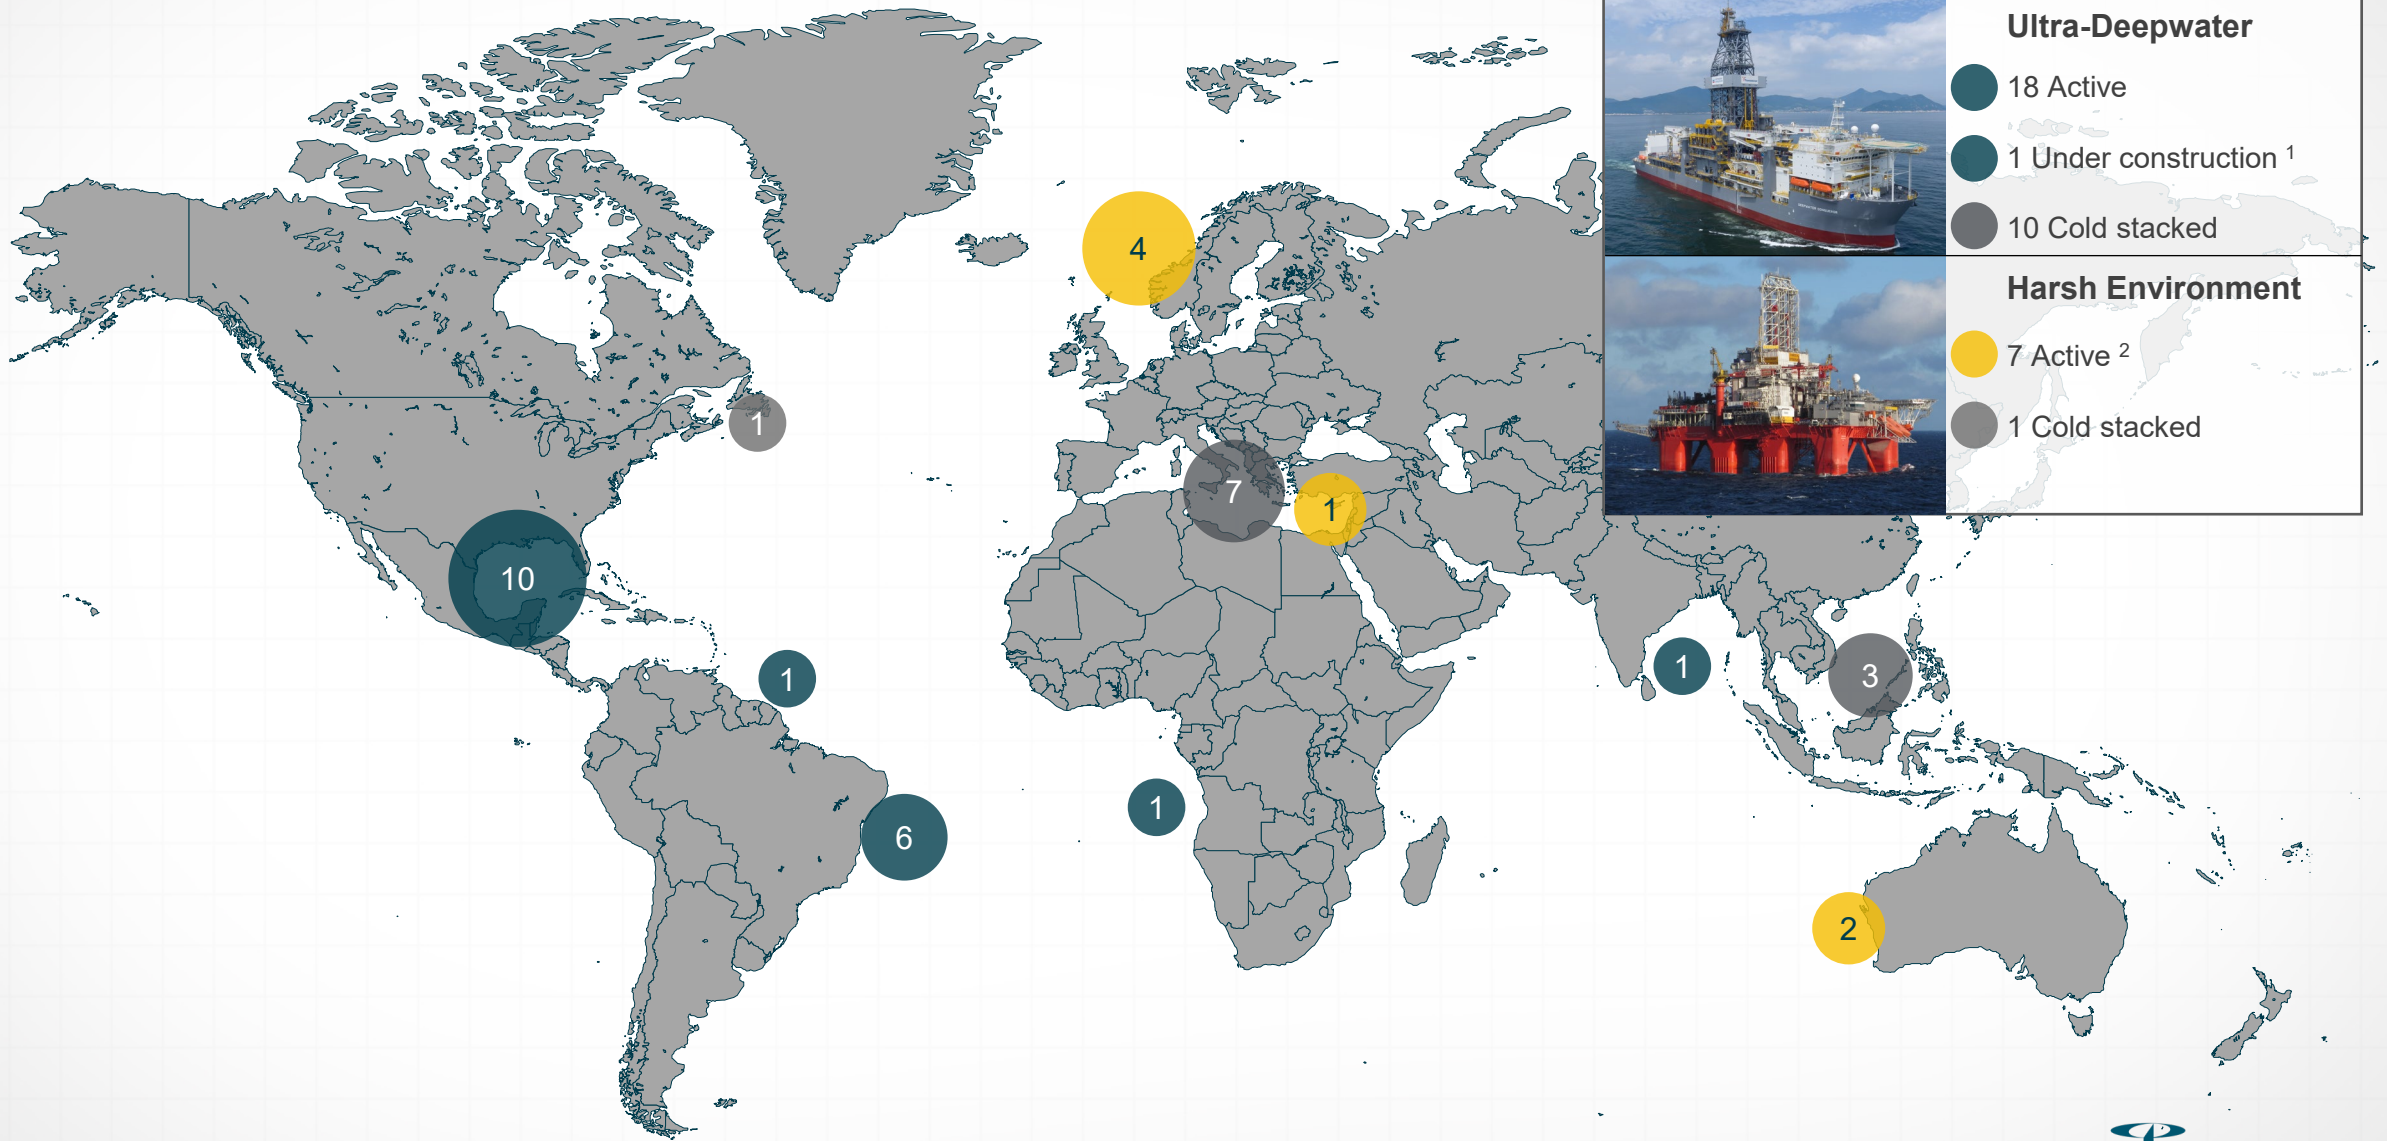 Ultra-Deepwater
18 Active
1 Under construction 1
10 Cold stacked
Harsh Environment
7 Active 2
1 Cold stacked
4
1
7
1
10
1
1
3
1
6
2